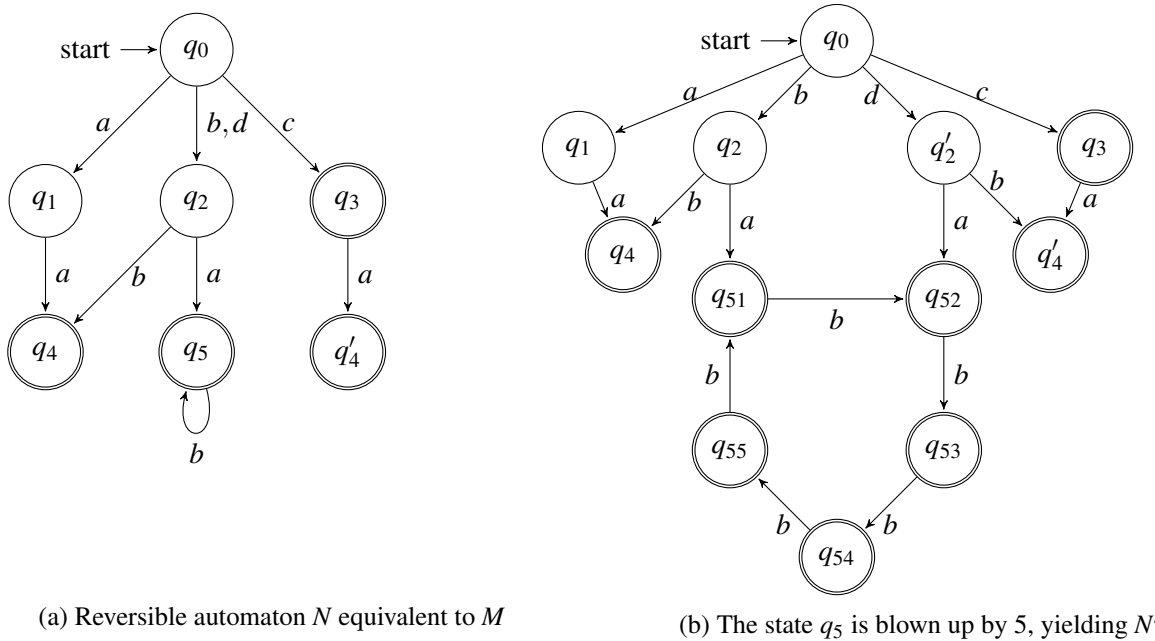 start q0
a b, d c
q1 q2 q3
a b a a
q4 q5 q′4
b
(a) Reversible automaton N equivalent to M
start q0
a b d c
q1 q2 q′2 q3
a b a a b a
q4 q′4
q51 b q52
b b
q55 q53
b b
q54
(b) The state q5 is blown up by 5, yielding N′